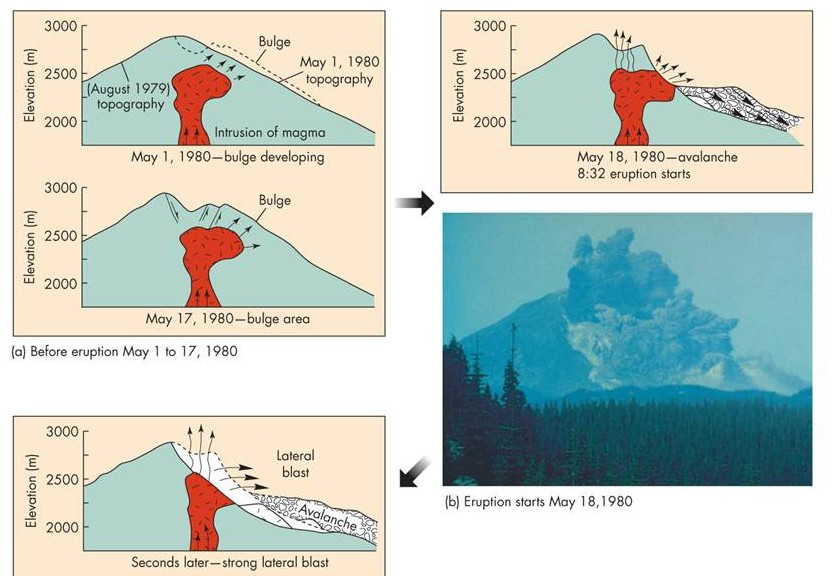 3000
2500
2000
Elevation (m)
Bulge
May 1, 1980
topography
(August 1979)
topography
Intrusion of magma
May 1, 1980—bulge developing
3000
2500
2000
Elevation (m)
Bulge
May 17, 1980—bulge area
(a) Before eruption May 1 to 17, 1980
3000
2500
2000
Elevation (m)
May 18, 1980—avalanche
8:32 eruption starts
(b) Eruption starts May 18,1980
3000
2500
2000
Elevation (m)
Lateral
blast
Avalanche
Seconds later—strong lateral blast